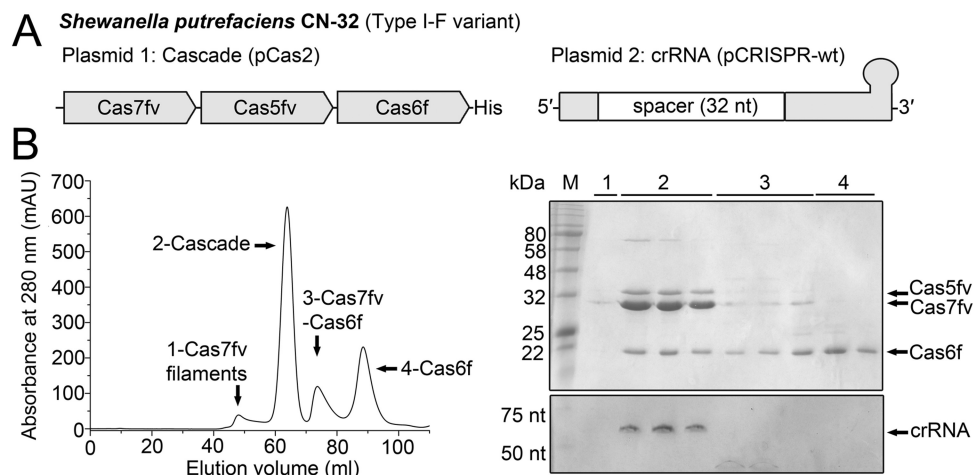 A
Shewanella putrefaciens CN-32 (Type I-F variant)
Plasmid 1: Cascade (pCas2)
Plasmid 2: crRNA (pCRISPR-wt)
Cas7fv
Cas5fv
Cas6f
His
5′
spacer (32 nt)
3′
B
Absorbance at 280 nm (mAU)
700
600
500
400
300
200
100
0
0
20
40
60
80
100
Elution volume (ml)
1-Cas7fv
filaments
2-Cascade
3-Cas7fv
-Cas6f
4-Cas6f
kDa
M
1
2
3
4
80
58
48
32
25
22
Cas5fv
Cas7fv
Cas6f
75 nt
50 nt
crRNA